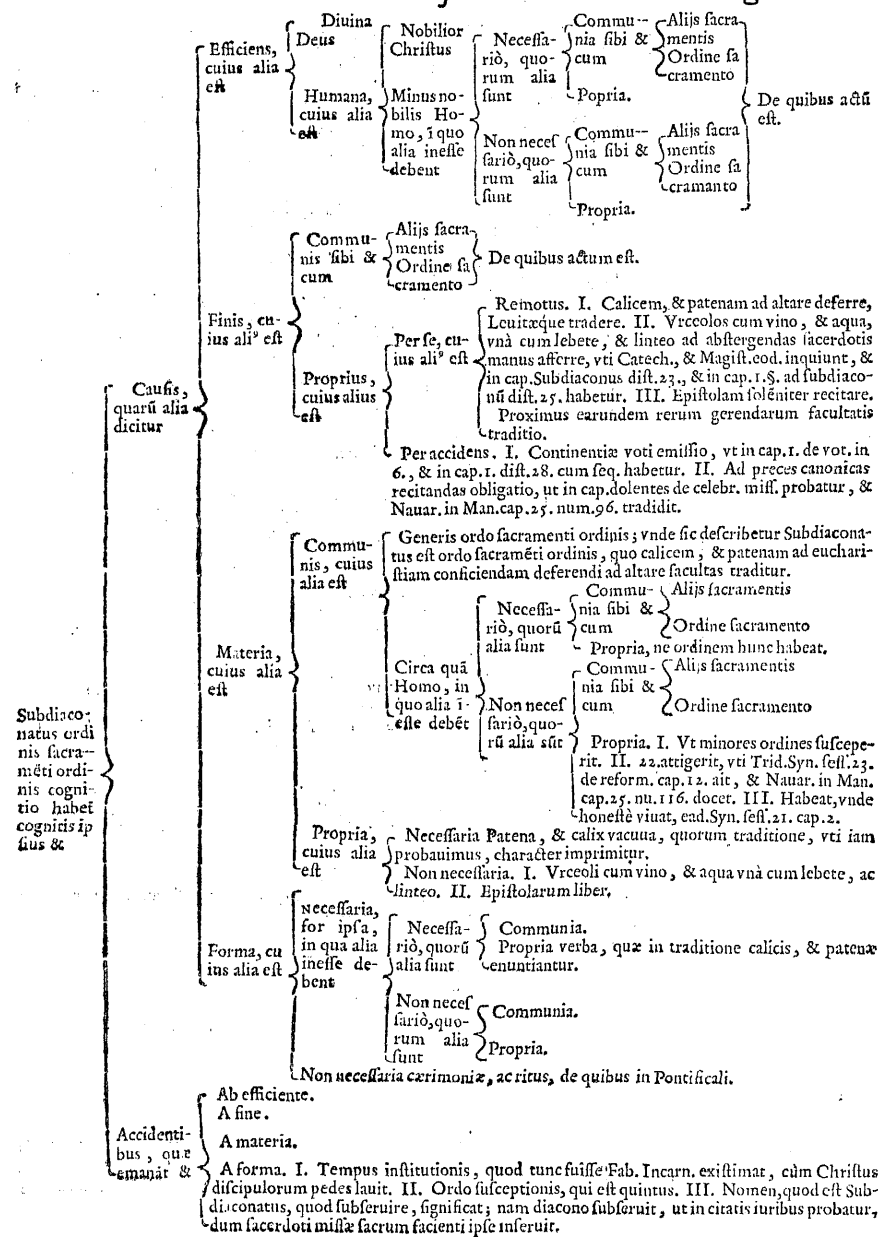 Subdiaco-
natus ordi
nis sacra-
mēti ordi-
nis cogni-
tio habet
cognitis ip
sius &
Causis,
quarū alia
dicitur
Efficiens,
cuius alia
est
Diuina
Deus
Humana,
cuius alia
est
Nobilior
Christus
Minus no-
bilis Ho-
mo, ī quo
alia inesse
debent
Necessa-
riò, quo-
rum alia
sunt
Commu--
nia sibi &
cum
Alijs sacra-
mentis
Ordine sa
cramento
Popria.
Non neces
sariò, quo-
rum alia
sunt
Commu--
nia sibi &
cum
Alijs sacra
mentis
Ordine sa
cramanto
Propria.
De quibus actū
est.
Finis, cu-
ius aliꝰ est
Commu-
nis sibi &
cum
Alijs sacra-
mentis
Ordine sa
cramento
De quibus actum est.
Proprius,
cuius alius
est
Per se, cu-
ius aliꝰ est
Remotus. I. Calicem, & patenam ad altare deferre,
Leuitæque tradere. II. Vrceolos cum vino, & aqua,
vnà cum lebete, & linteo ad abstergendas sacerdotis
manus afferre, vti Catech., & Magist. eod. inquiunt, &
in cap. Subdiaconus dist. 23., & in cap. 1. §. ad subdiaco-
nū dist. 25. habetur. III. Epistolam solēniter recitare.
Proximus earundem rerum gerendarum facultatis
traditio.
Per accidens. I. Continentiæ voti emissio, vt in cap. 1. de vot. in
6., & in cap. 1. dist. 28. cum seq. habetur. II. Ad preces canonicas
recitandas obligatio, ut in cap. dolentes de celebr. miss. probatur, &
Nauar. in Man. cap. 25. num. 96. tradidit.
Materia,
cuius alia
est
Commu-
nis, cuius
alia est
Generis ordo sacramenti ordinis; vnde sic describetur Subdiacona-
tus est ordo sacramēti ordinis, quo calicem, & patenam ad euchari-
stiam conficiendam deferendi ad altare facultas traditur.
Circa quā
Homo, in
quo alia ī-
esse debēt
Necessa-
riò, quorū
alia sunt
Commu-
nia sibi &
cum
Alijs sacramentis
Ordine sacramento
Propria, ne ordinem hunc habeat.
Non neces
sariò, quo-
rū alia sūt
Commu-
nia sibi &
cum
Alijs sacramentis
Ordine sacramento
Propria. I. Vt minores ordines suscepe-
rit. II. 22. attigerit, vti Trid. Syn. sess. 23.
de reform. cap. 12. ait, & Nauar. in Man.
cap. 25. nu. 116. docet. III. Habeat, vnde
honestè viuat, ead. Syn. sess. 21. cap. 2.
Propria,
cuius alia
est
Necessaria Patena, & calix vacuua, quorum traditione, vti iam
probauimus, character imprimitur.
Non necessaria. I. Vrceoli cum vino, & aqua vnà cum lebete, ac
linteo. II. Epistolarum liber.
Forma, cu
ius alia est
Necessaria,
for ipsa,
in qua alia
inesse de-
bent
Necessa-
riò, quorū
alia sunt
Communia.
Propria verba, quæ in traditione calicis, & patenæ
enuntiantur.
Non neces
sariò, quo-
rum alia
sunt
Communia.
Propria.
Non necessaria cærimoniæ, ac ritus, de quibus in Pontificali.
Accidenti-
bus, quæ
emanāt &
Ab efficiente.
A fine.
A materia.
A forma. I. Tempus institutionis, quod tunc fuisse Fab. Incarn. existimat, cùm Christus
discipulorum pedes lauit. II. Ordo susceptionis, qui est quintus. III. Nomen, quod est Sub-
diaconatus, quod subseruire, significat; nam diacono subseruit, ut in citatis iuribus probatur,
dum sacerdoti missæ sacrum facienti ipse inseruit.